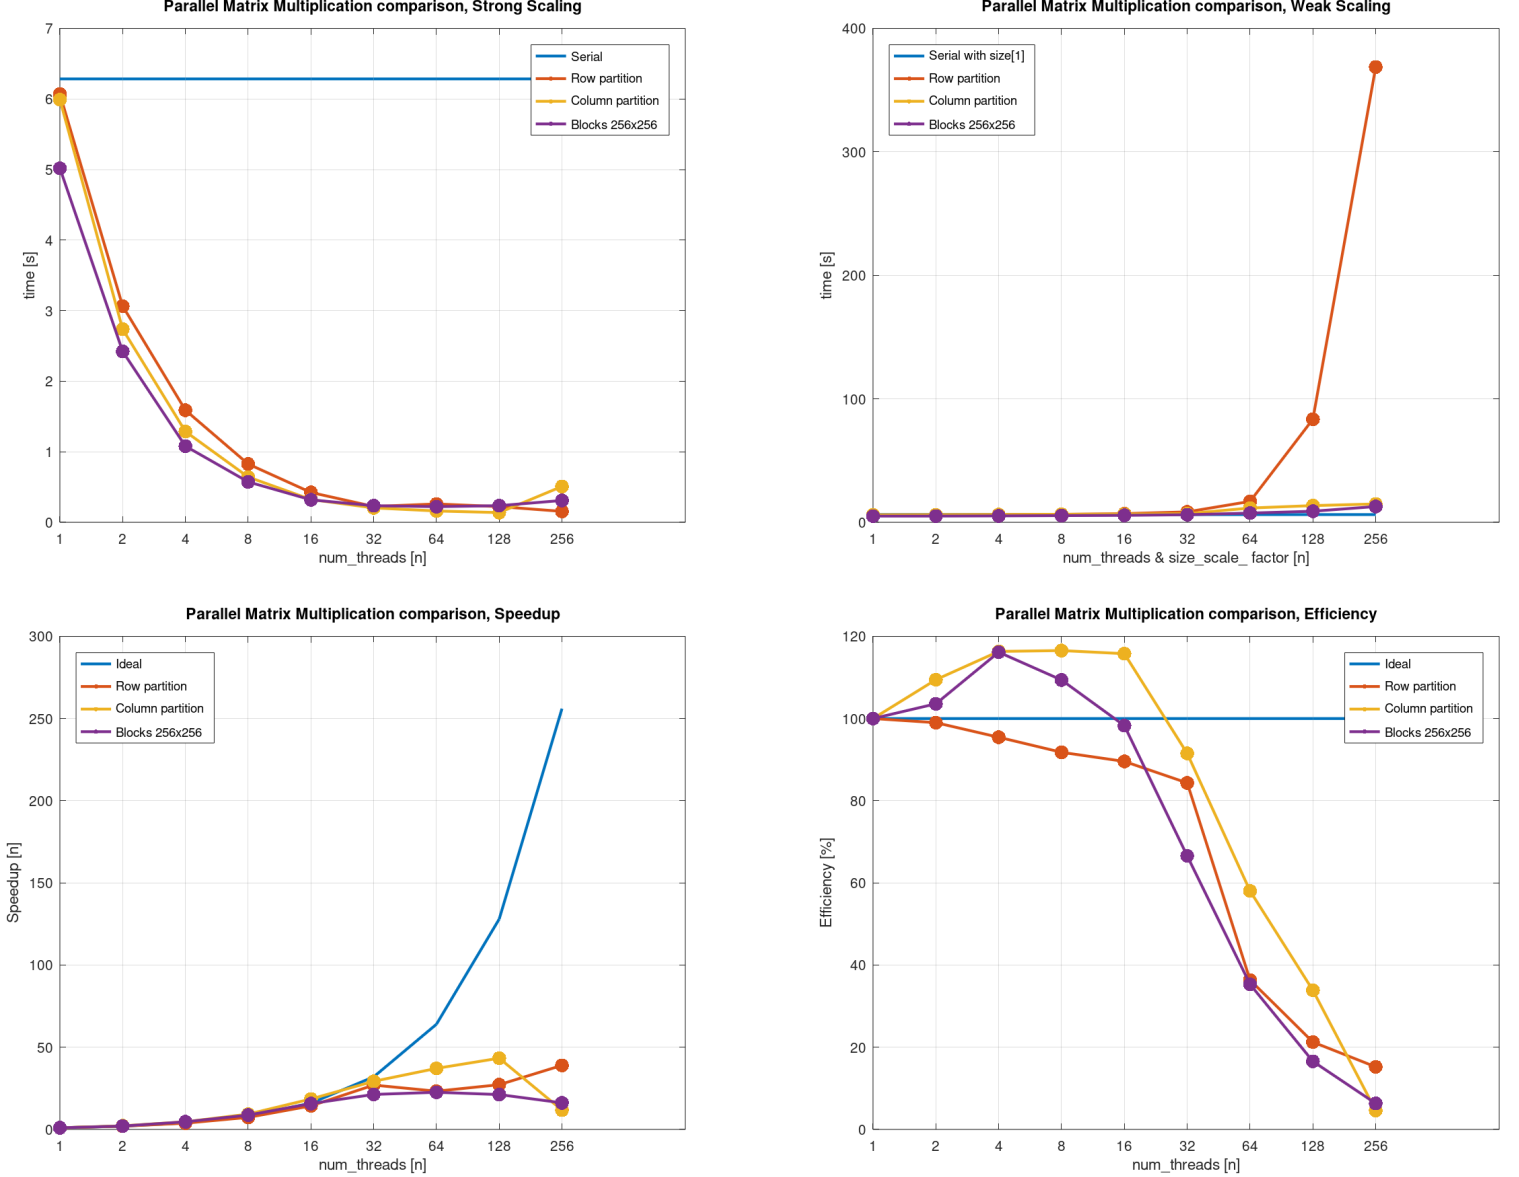 Parallel Matrix Multiplication comparison, Strong Scaling
7
6
5
4
3
2
1
0
time [s]
Serial
Row partition
Column partition
Blocks 256x256
1 2 4 8 16 32 64 128 256
num_threads [n]
Parallel Matrix Multiplication comparison, Weak Scaling
400
300
200
100
0
time [s]
Serial with size[1]
Row partition
Column partition
Blocks 256x256
1 2 4 8 16 32 64 128 256
num_threads & size_scale_ factor [n]
Parallel Matrix Multiplication comparison, Speedup
300
250
200
150
100
50
0
Speedup [n]
Ideal
Row partition
Column partition
Blocks 256x256
1 2 4 8 16 32 64 128 256
num_threads [n]
Parallel Matrix Multiplication comparison, Efficiency
120
100
80
60
40
20
0
Efficiency [%]
Ideal
Row partition
Column partition
Blocks 256x256
1 2 4 8 16 32 64 128 256
num_threads [n]